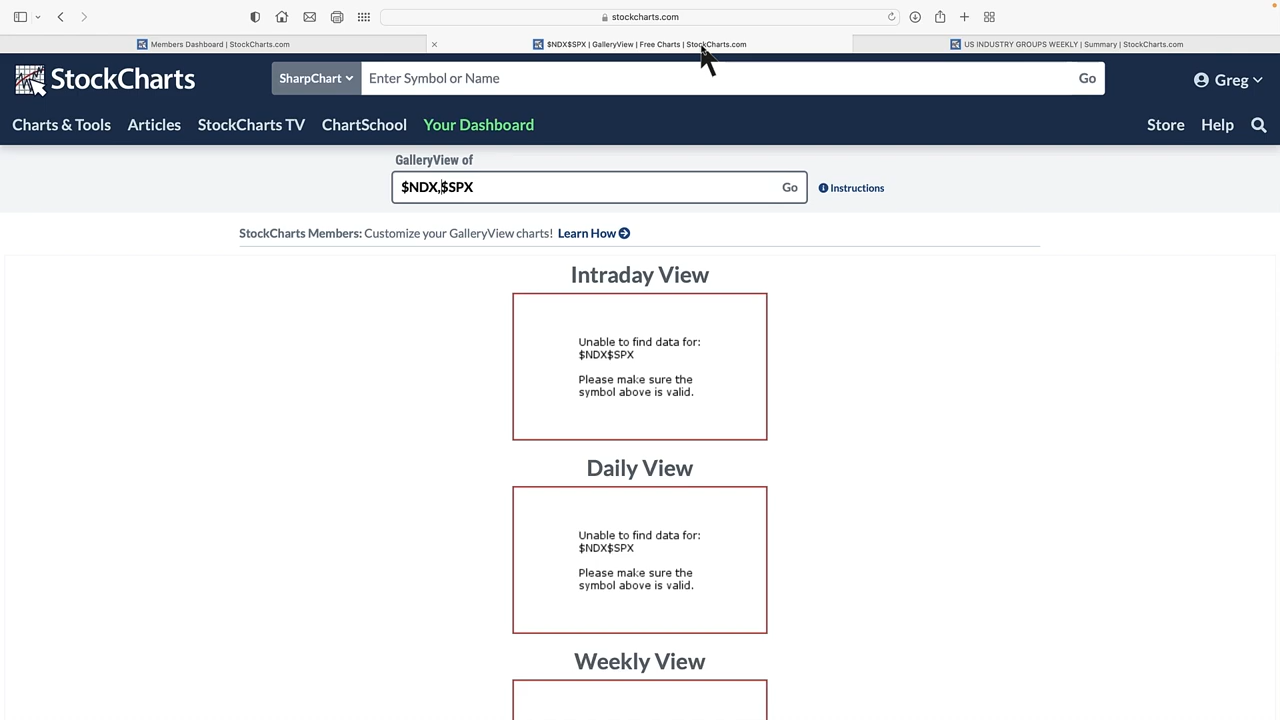 stockcharts.com
Members Dashboard | StockCharts.com
$NDX$SPX | GalleryView | Free Charts | StockCharts.com
US INDUSTRY GROUPS WEEKLY | Summary | StockCharts.com
StockCharts
SharpChart
Enter Symbol or Name
Go
Greg
Charts & Tools
Articles
StockCharts TV
ChartSchool
Your Dashboard
Store
Help
GalleryView of
$NDX,$SPX
Go
Instructions
StockCharts Members: Customize your GalleryView charts! Learn How
Intraday View
Unable to find data for:
$NDX$SPX
Please make sure the
symbol above is valid.
Daily View
Unable to find data for:
$NDX$SPX
Please make sure the
symbol above is valid.
Weekly View